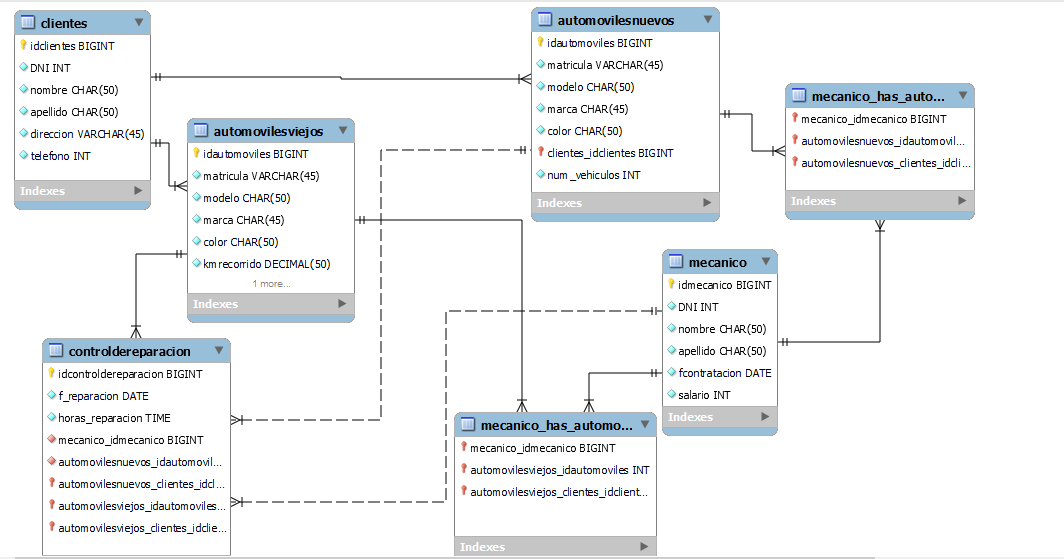 clientes
idclientes BIGINT
DNI INT
nombre CHAR(50)
apellido CHAR(50)
direccion VARCHAR(45)
telefono INT
Indexes
automovilesviejos
idautomoviles BIGINT
matricula VARCHAR(45)
modelo CHAR(50)
marca CHAR(45)
color CHAR(50)
kmrecorrido DECIMAL(50)
1 more...
Indexes
automovilesnuevos
idautomoviles BIGINT
matricula VARCHAR(45)
modelo CHAR(50)
marca CHAR(45)
color CHAR(50)
clientes_idclientes BIGINT
num_vehiculos INT
Indexes
mecanico_has_auto...
mecanico_idmecanico BIGINT
automovilesnuevos_idautomovil...
automovilesnuevos_clientes_idcli...
Indexes
mecanico
idmecanico BIGINT
DNI INT
nombre CHAR(50)
apellido CHAR(50)
fcontratacion DATE
salario INT
Indexes
controldereparacion
idcontroldereparacion BIGINT
f_reparacion DATE
horas_reparacion TIME
mecanico_idmecanico BIGINT
automovilesnuevos_idautomovil...
automovilesnuevos_clientes_idcl...
automovilesviejos_idautomoviles...
automovilesviejos_clientes_idclie...
mecanico_has_automo...
mecanico_idmecanico BIGINT
automovilesviejos_idautomoviles INT
automovilesviejos_clientes_idclient...
Indexes